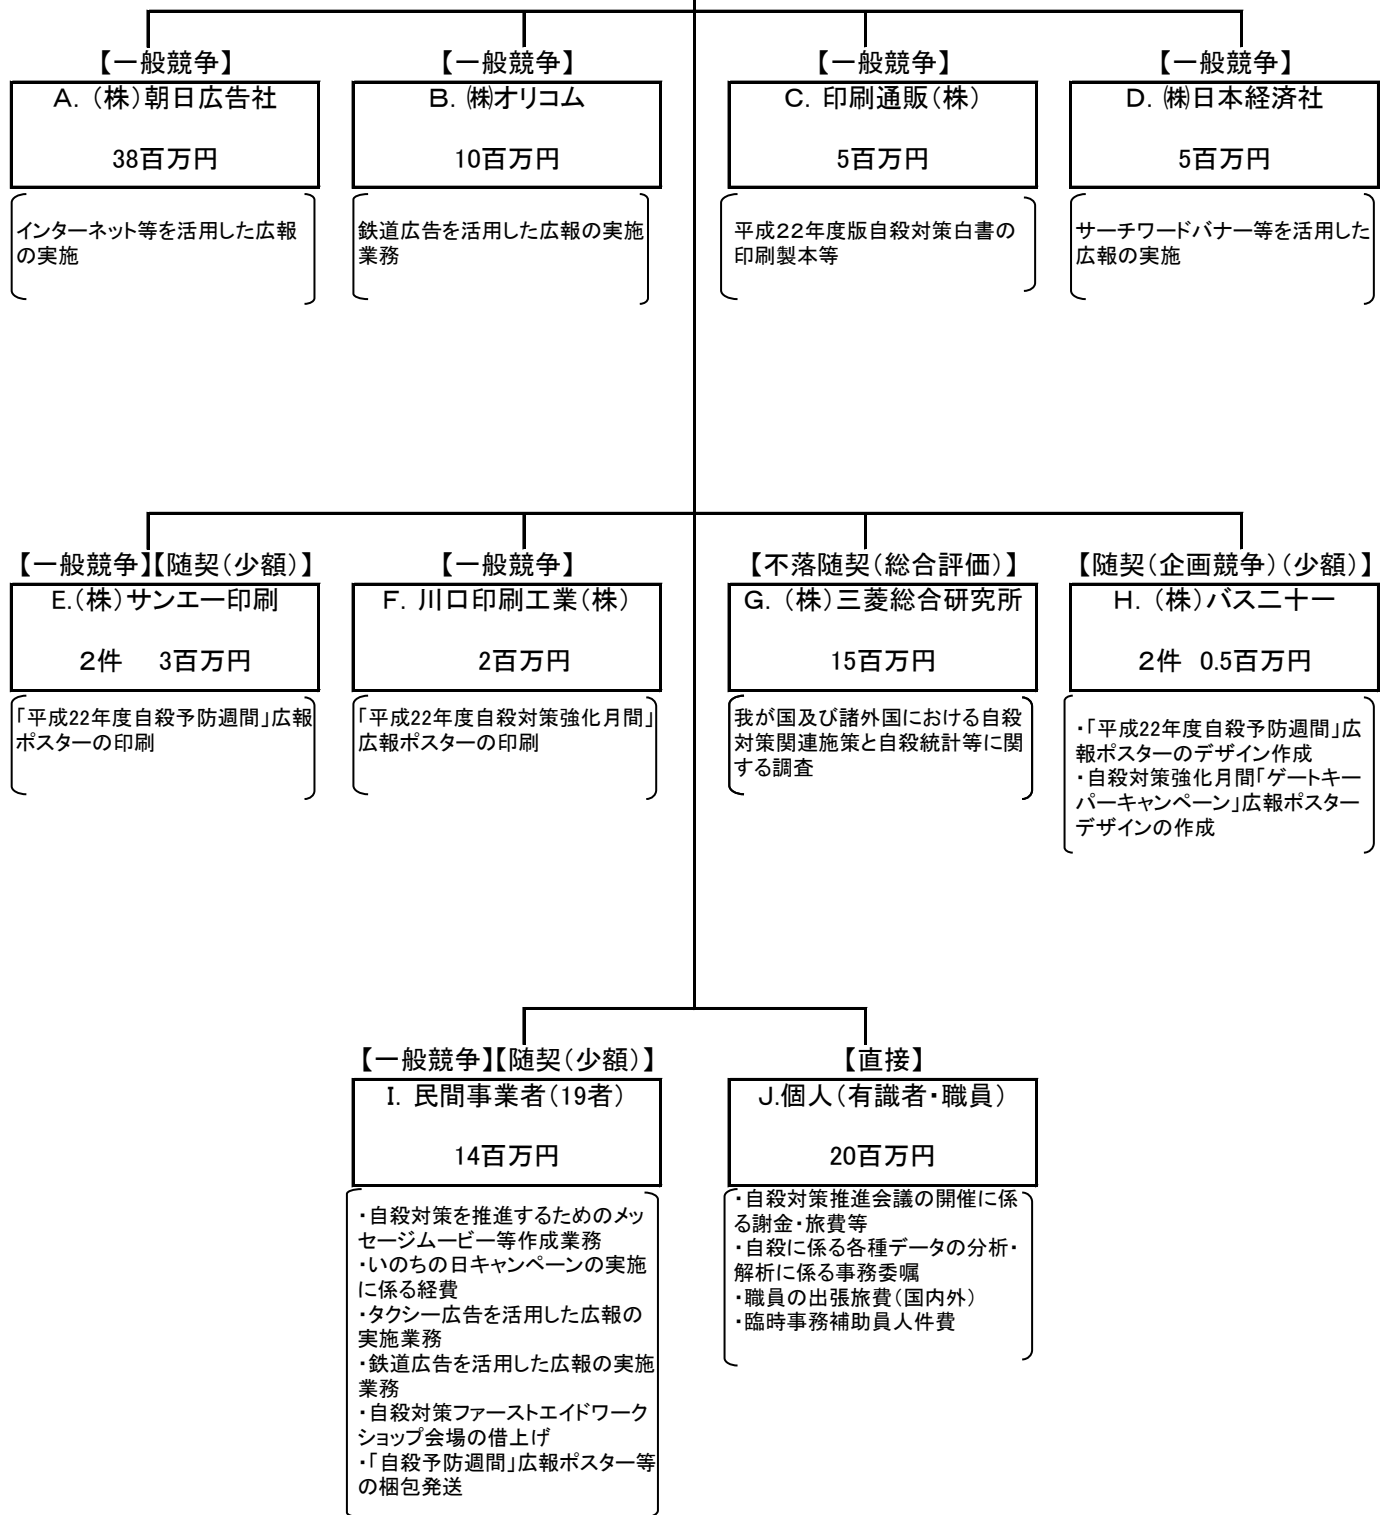 【一般競争】
【一般競争】
【一般競争】
【一般競争】
A. (株)朝日広告社
38百万円
B. ㈱オリコム
10百万円
C. 印刷通販(株)
5百万円
D. ㈱日本経済社
5百万円
インターネット等を活用した広報
の実施
鉄道広告を活用した広報の実施
業務
平成22年度版自殺対策白書の
印刷製本等
サーチワードバナー等を活用した
広報の実施
【一般競争】【随契(少額)】
【一般競争】
【不落随契(総合評価)】
【随契(企画競争)(少額)】
E.(株)サンエー印刷
2件 3百万円
F. 川口印刷工業(株)
2百万円
G. (株)三菱総合研究所
15百万円
H. (株)バス二十一
2件 0.5百万円
「平成22年度自殺予防週間」広報
ポスターの印刷
「平成22年度自殺対策強化月間」
広報ポスターの印刷
我が国及び諸外国における自殺
対策関連施策と自殺統計等に関
する調査
・「平成22年度自殺予防週間」広
報ポスターのデザイン作成
・自殺対策強化月間「ゲートキー
パーキャンペーン」広報ポスター
デザインの作成
【一般競争】【随契(少額)】
【直接】
I. 民間事業者(19者)
14百万円
J.個人(有識者・職員)
20百万円
・自殺対策を推進するためのメッ
セージムービー等作成業務
・いのちの日キャンペーンの実施
に係る経費
・タクシー広告を活用した広報の
実施業務
・鉄道広告を活用した広報の実施
業務
・自殺対策ファーストエイドワーク
ショップ会場の借上げ
・「自殺予防週間」広報ポスター等
の梱包発送
・自殺対策推進会議の開催に係
る謝金・旅費等
・自殺に係る各種データの分析・
解析に係る事務委嘱
・職員の出張旅費(国内外)
・臨時事務補助員人件費